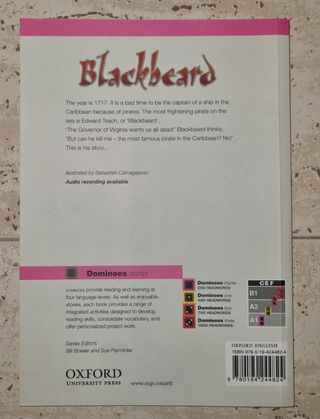 Blackbeard
The year is 1717. It is a bad time to be the captain of a ship in the
Caribbean because of pirates. The most frightening pirate on the
sea is Edward Teach, or 'Blackbeard'.
'The Governor of Virginia wants us all dead!' Blackbeard thinks.
'But can he kill me – the most famous pirate in the Caribbean? No!'
This is his story...
Illustrated by Sebastian Camagajevac
Audio recording available
Dominoes starter
DOMINOES provide reading and learning at
four language levels. As well as enjoyable
stories, each book provides a range of
integrated activities designed to develop
reading skills, consolidate vocabulary, and
offer personalized project work.
Series Editors
Bill Bowler and Sue Parminter
Dominoes starter
250 HEADWORDS
Dominoes one
400 HEADWORDS
Dominoes two
700 HEADWORDS
Dominoes three
1000 HEADWORDS
CEF
B1
A2
A1
OXFORD
UNIVERSITY PRESS
www.oup.com/elt
OXFORD ENGLISH
ISBN 978-0-19-424482-4
9 780194 244824